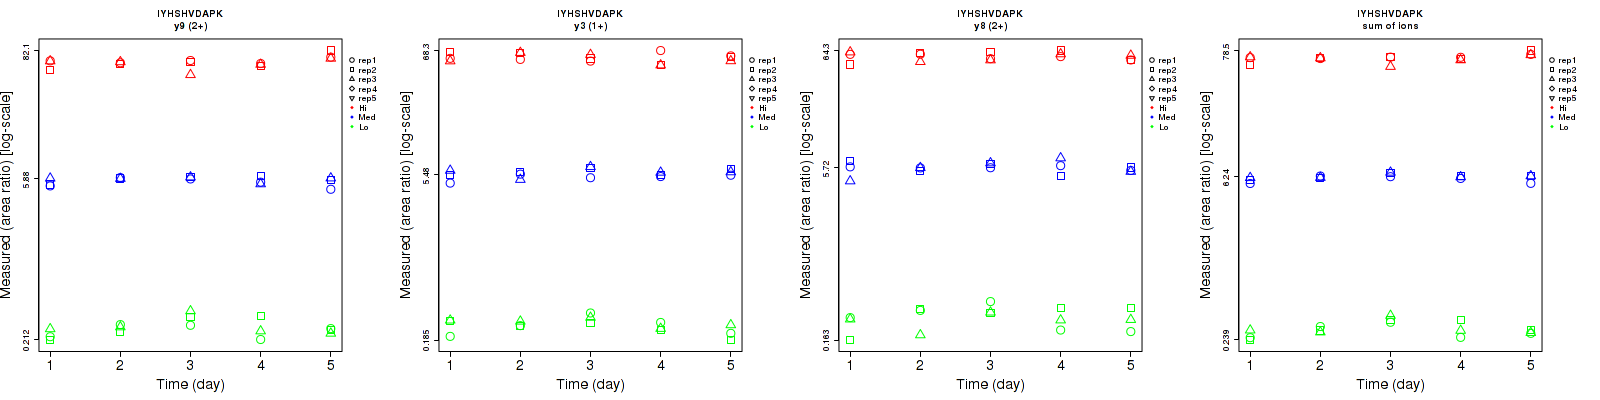 IYHSHVDAPK
y9 (2+)
Measured (area ratio) [log-scale]
82.1
5.88
0.212
1 2 3 4 5
Time (day)
rep1
rep2
rep3
rep4
rep5
Hi
Med
Lo
IYHSHVDAPK
y3 (1+)
Measured (area ratio) [log-scale]
68.3
5.48
0.185
1 2 3 4 5
Time (day)
rep1
rep2
rep3
rep4
rep5
Hi
Med
Lo
IYHSHVDAPK
y8 (2+)
Measured (area ratio) [log-scale]
64.3
5.72
0.163
1 2 3 4 5
Time (day)
rep1
rep2
rep3
rep4
rep5
Hi
Med
Lo
IYHSHVDAPK
sum of ions
Measured (area ratio) [log-scale]
78.5
6.24
0.239
1 2 3 4 5
Time (day)
rep1
rep2
rep3
rep4
rep5
Hi
Med
Lo